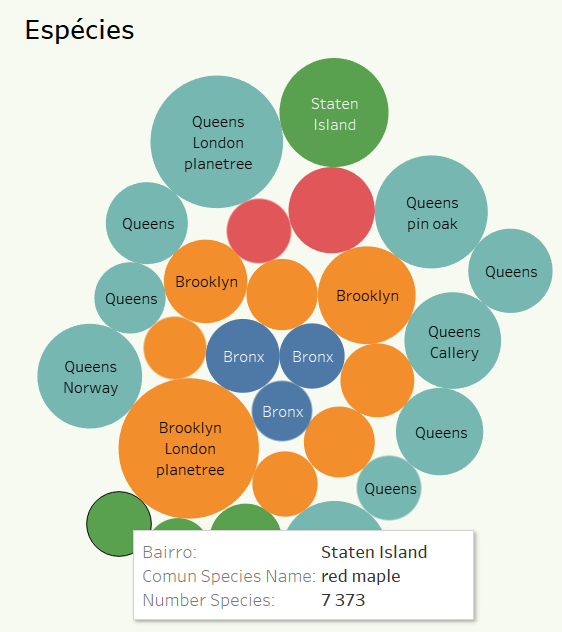 Espécies
Staten
Island
Queens
London
planetree
Queens
pin oak
Queens
Queens
Brooklyn
Queens
Brooklyn
Queens
Callery
Bronx
Bronx
Queens
Norway
Bronx
Queens
Brooklyn
London
planetree
Queens
Bairro: Staten Island
Comun Species Name: red maple
Number Species: 7 373